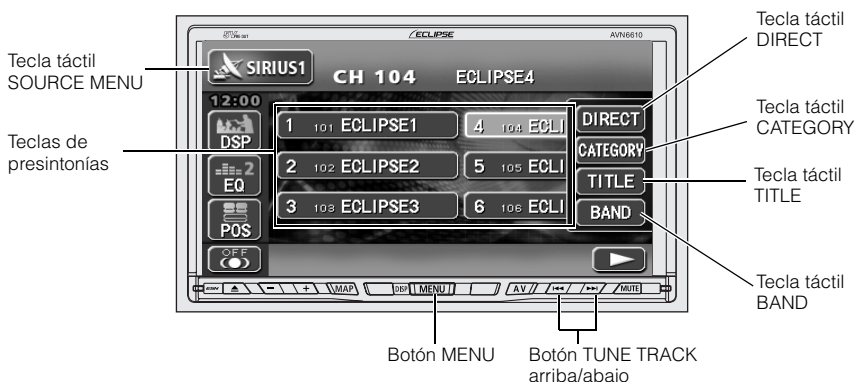 Tecla táctil
DIRECT
ECLIPSE
AVN6610
Tecla táctil
SOURCE MENU
SIRIUS1
CH 104 ECLIPSE4
12:00
Teclas de
presintonías
DSP
1 101 ECLIPSE1
4 104 ECLI
DIRECT
Tecla táctil
CATEGORY
CATEGORY
2 EQ
2 102 ECLIPSE2
5 105 ECLI
TITLE
Tecla táctil
TITLE
POS
3 103 ECLIPSE3
6 106 ECLI
BAND
OFF
Tecla táctil
BAND
MAP
DISP
MENU
AV
MUTE
Botón MENU
Botón TUNE TRACK
arriba/abajo